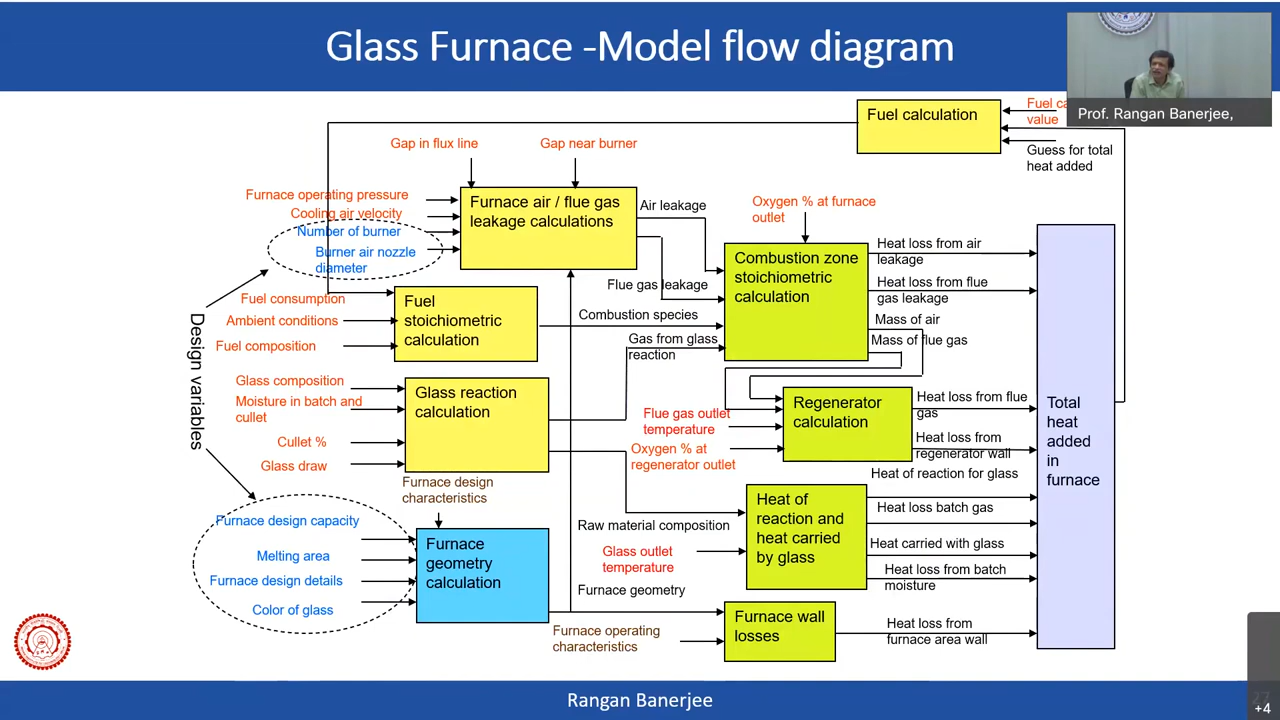 Glass Furnace -Model flow diagram
Prof. Rangan Banerjee,
Fuel calculation
Fuel
value
Guess for total
heat added
Gap in flux line
Gap near burner
Furnace operating pressure
Cooling air velocity
Number of burner
Burner air nozzle
diameter
Furnace air / flue gas
leakage calculations
Air leakage
Flue gas leakage
Oxygen % at furnace
outlet
Combustion zone
stoichiometric
calculation
Heat loss from air
leakage
Heat loss from flue
gas leakage
Mass of air
Mass of flue gas
Design variables
Fuel consumption
Ambient conditions
Fuel composition
Fuel
stoichiometric
calculation
Combustion species
Gas from glass
reaction
Glass composition
Moisture in batch and
cullet
Cullet %
Glass draw
Glass reaction
calculation
Flue gas outlet
temperature
Oxygen % at
regenerator outlet
Regenerator
calculation
Heat loss from flue
gas
Heat loss from
regenerator wall
Heat of reaction for glass
Total
heat
added
in
furnace
Furnace design
characteristics
Furnace design capacity
Melting area
Furnace design details
Color of glass
Furnace
geometry
calculation
Raw material composition
Glass outlet
temperature
Furnace geometry
Heat of
reaction and
heat carried
by glass
Heat loss batch gas
Heat carried with glass
Heat loss from batch
moisture
Furnace operating
characteristics
Furnace wall
losses
Heat loss from
furnace area wall
Rangan Banerjee
27
+4